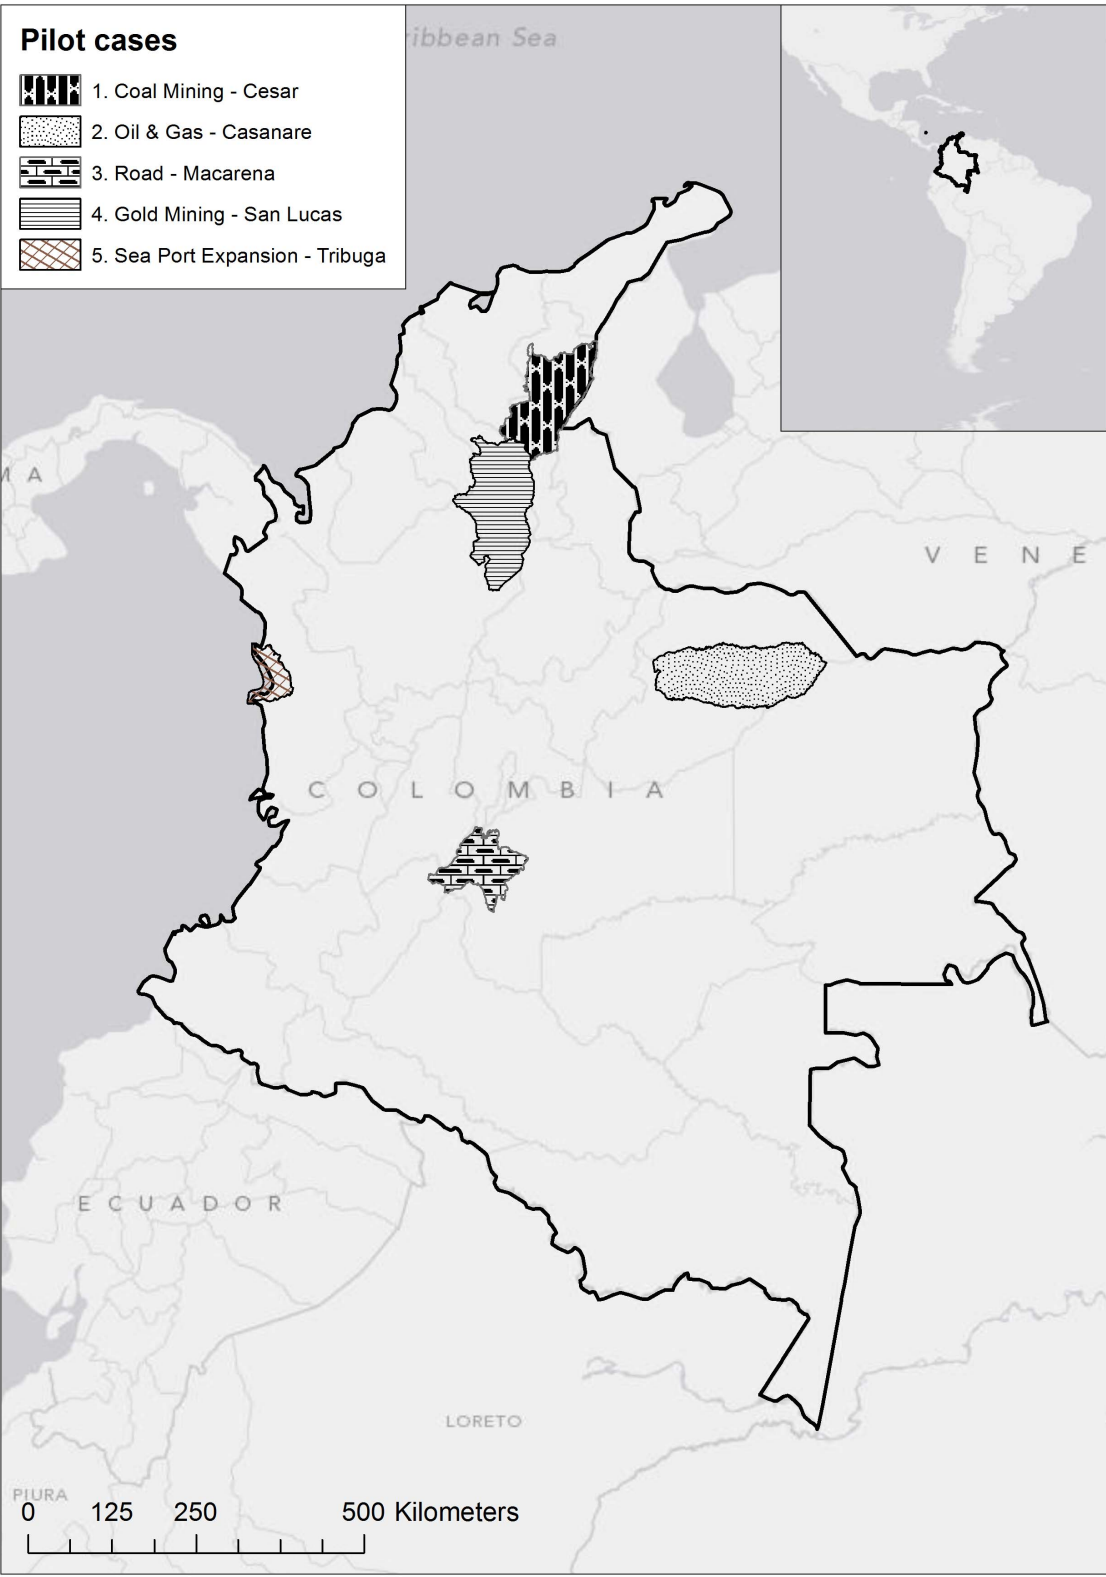 Pilot cases
1. Coal Mining - Cesar
2. Oil & Gas - Casanare
3. Road - Macarena
4. Gold Mining - San Lucas
5. Sea Port Expansion - Tribuga
ribbean Sea
M A
V E N E
C O L O M B I A
E C U A D O R
LORETO
PIURA
0 125 250 500 Kilometers